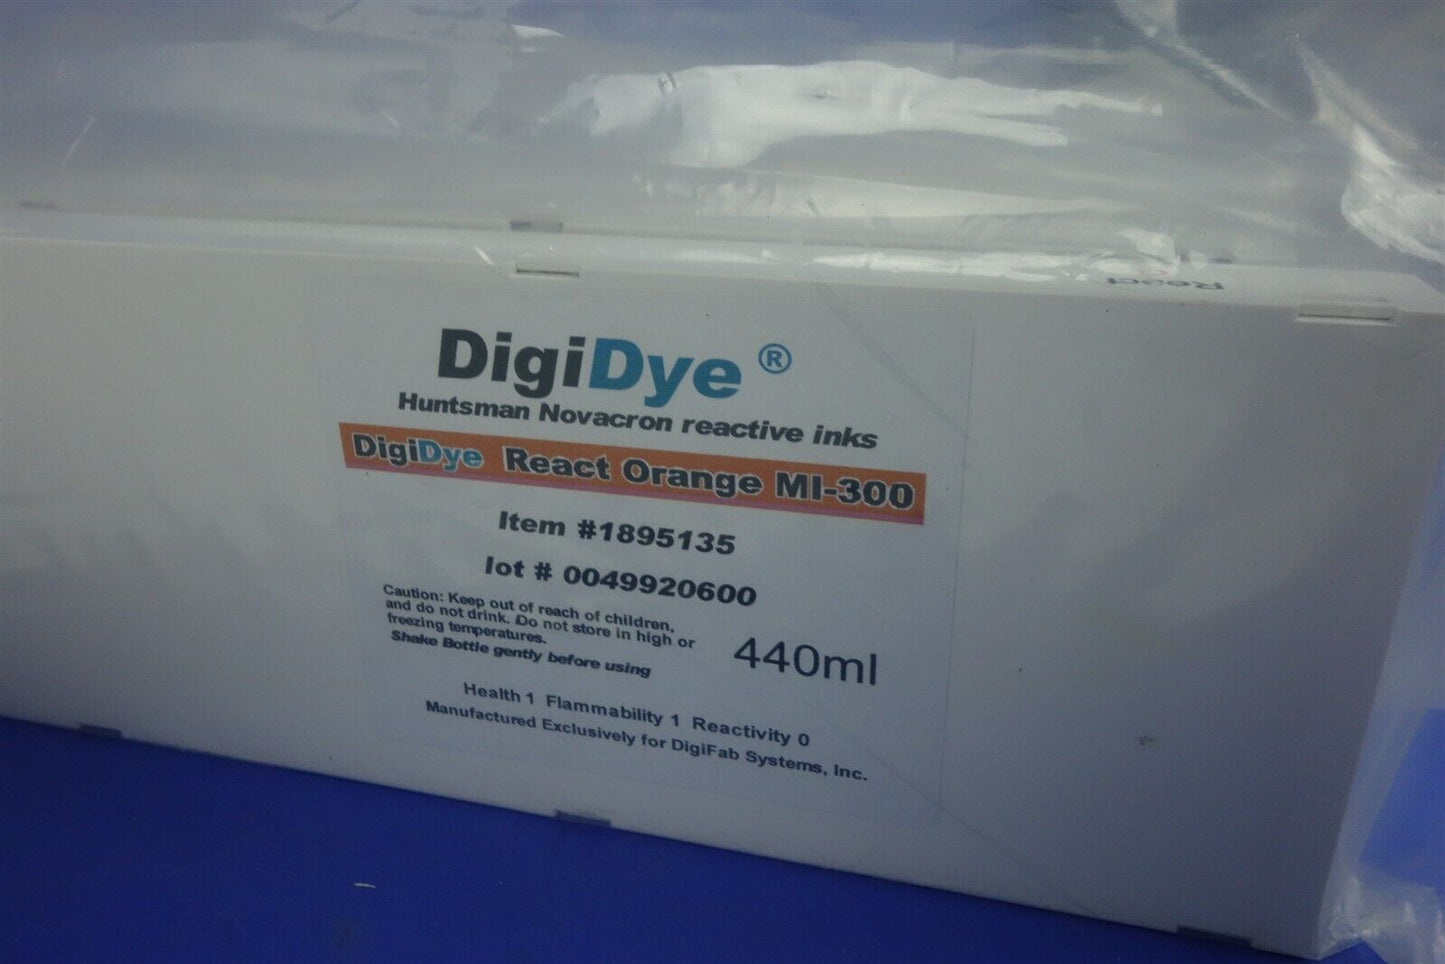 React
DigiDye ®
Huntsman Novacron reactive inks
DigiDye React Orange MI-300
Item #1895135
lot # 0049920600
Caution: Keep out of reach of children,
and do not drink. Do not store in high or
freezing temperatures.
Shake Bottle gently before using
440ml
Health 1 Flammability 1 Reactivity 0
Manufactured Exclusively for DigiFab Systems, Inc.